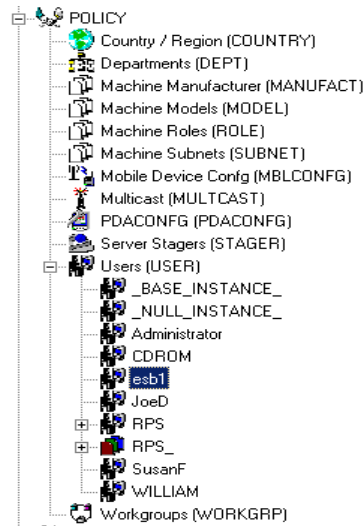 POLICY
Country / Region (COUNTRY)
Departments (DEPT)
Machine Manufacturer (MANUFACT)
Machine Models (MODEL)
Machine Roles (ROLE)
Machine Subnets (SUBNET)
Mobile Device Confg (MBLCONFG)
Multicast (MULTCAST)
PDACONFG (PDACONFG)
Server Stagers (STAGER)
Users (USER)
_BASE_INSTANCE_
_NULL_INSTANCE_
Administrator
CDROM
esb1
JoeD
RPS
RPS_
SusanF
WILLIAM
Workgroups (WORKGRP)